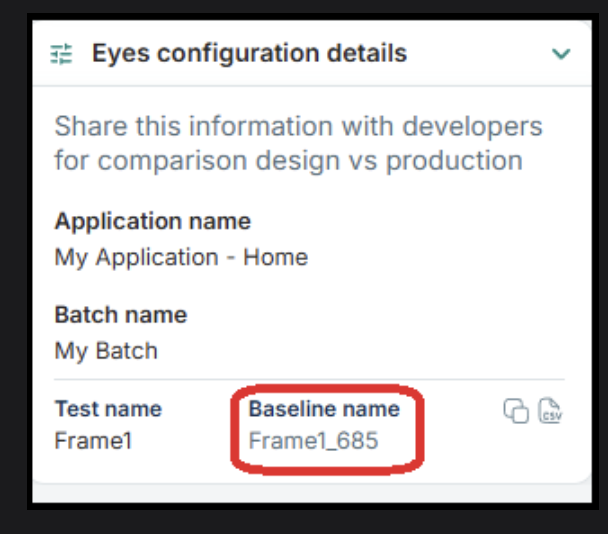 Eyes configuration details
Share this information with developers
for comparison design vs production
Application name
My Application - Home
Batch name
My Batch
Test name Baseline name
Frame1 Frame1_685
CSV